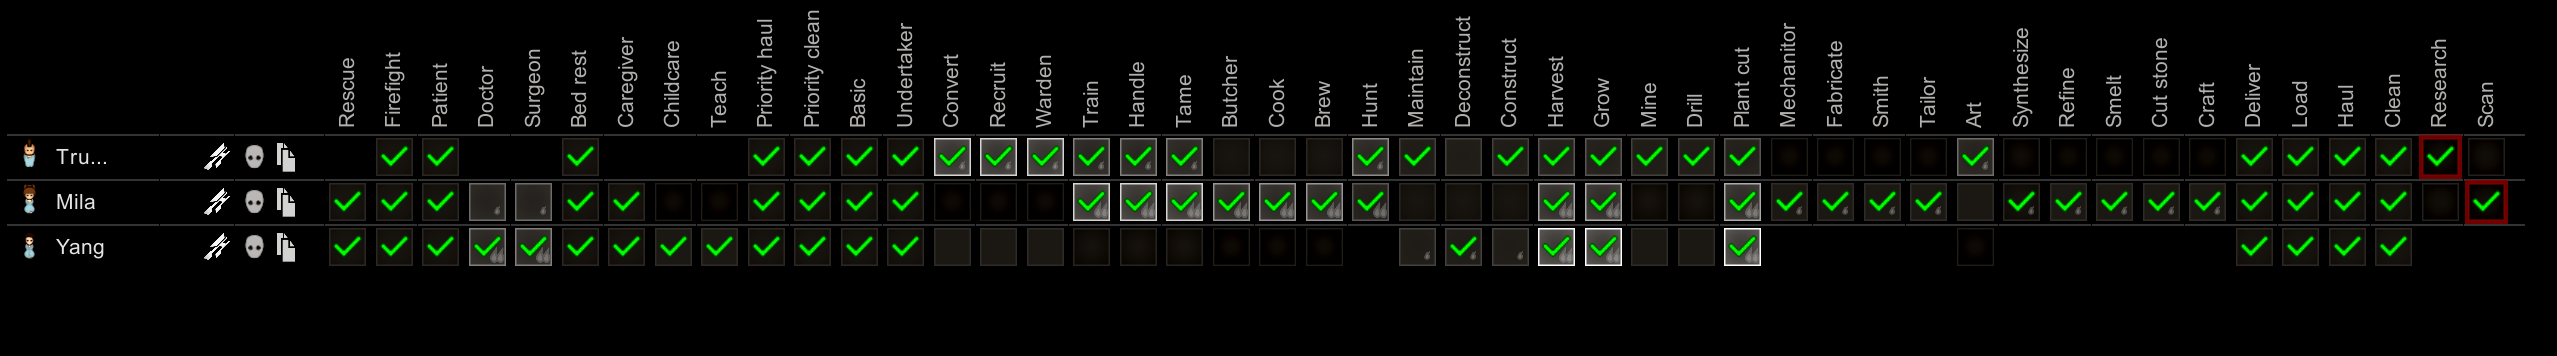 Rescue Firefight Patient Doctor Surgeon Bed rest Caregiver Childcare Teach Priority haul Priority clean Basic Undertaker Convert Recruit Warden Train Handle Tame Butcher Cook Brew Hunt Maintain Deconstruct Construct Harvest Grow Mine Drill Plant cut Mechanitor Fabricate Smith Tailor Art Synthesize Refine Smelt Cut stone Craft Deliver Load Haul Clean Research Scan
Tru...
Mila
Yang